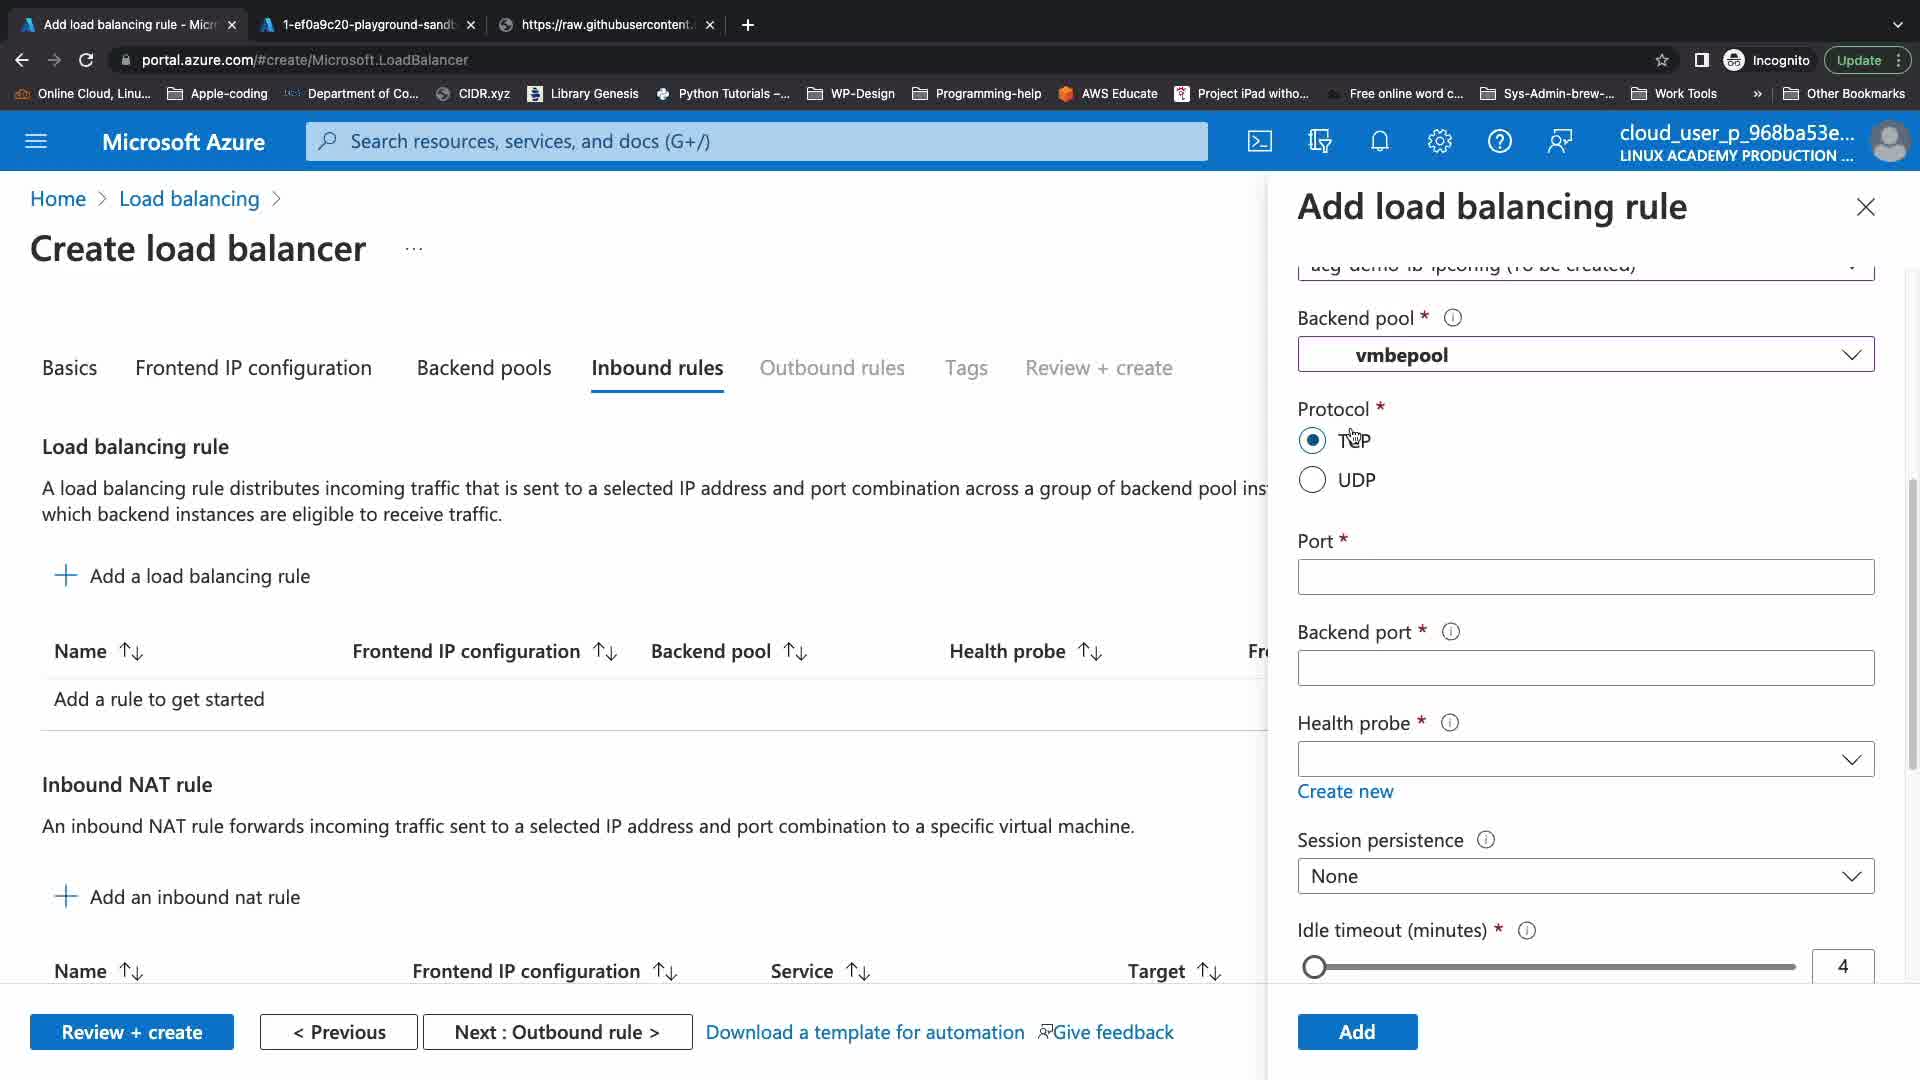 Add load balancing rule - Micr
1-ef0a9c20-playground-sandb
https://raw.githubusercontent.
portal.azure.com/#create/Microsoft.LoadBalancer
Incognito
Update
Online Cloud, Linu...
Apple-coding
Department of Co...
CIDR.xyz
Library Genesis
Python Tutorials –...
WP-Design
Programming-help
AWS Educate
Project iPad witho...
Free online word c...
Sys-Admin-brew-...
Work Tools
»
Other Bookmarks
Microsoft Azure
Search resources, services, and docs (G+/)
cloud_user_p_968ba53e...
LINUX ACADEMY PRODUCTION ...
Home > Load balancing >
Create load balancer ...
Basics
Frontend IP configuration
Backend pools
Inbound rules
Outbound rules
Tags
Review + create
Load balancing rule
A load balancing rule distributes incoming traffic that is sent to a selected IP address and port combination across a group of backend pool ins
which backend instances are eligible to receive traffic.
Add a load balancing rule
Name
Frontend IP configuration
Backend pool
Health probe
Fr
Add a rule to get started
Inbound NAT rule
An inbound NAT rule forwards incoming traffic sent to a selected IP address and port combination to a specific virtual machine.
Add an inbound nat rule
Name
Frontend IP configuration
Service
Target
Review + create
< Previous
Next : Outbound rule >
Download a template for automation
Give feedback
Add load balancing rule
acg-demo-lb-ipconfig (To be created)
Backend pool *
vmbepool
Protocol *
TCP
UDP
Port *
Backend port *
Health probe *
Create new
Session persistence
None
Idle timeout (minutes) *
4
Add